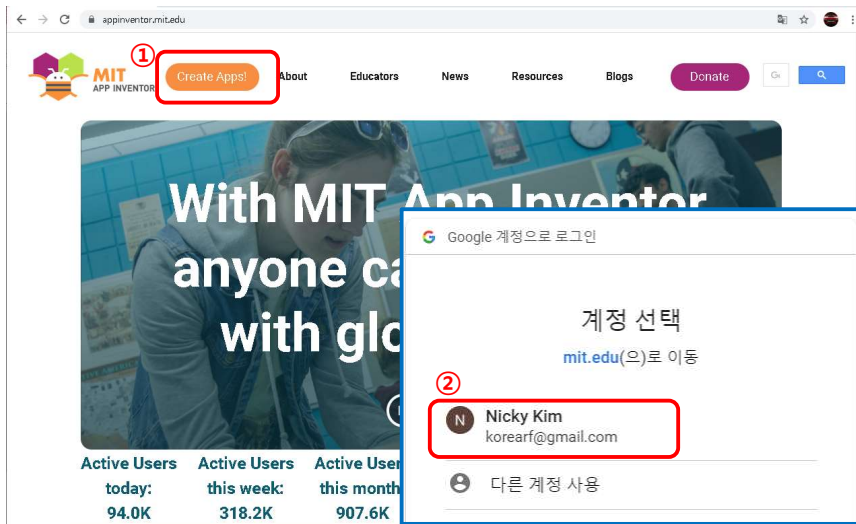 appinventor.mit.edu
①
MIT
APP INVENTOR
Create Apps!
About
Educators
News
Resources
Blogs
Donate
With MIT App Inventor
anyone
with
Active Users
today:
94.0K
Active Users
this week:
318.2K
Active User
this month
907.6K
Google 계정으로 로그인
계정 선택
mit.edu(으)로 이동
②
N
Nicky Kim
korearf@gmail.com
다른 계정 사용